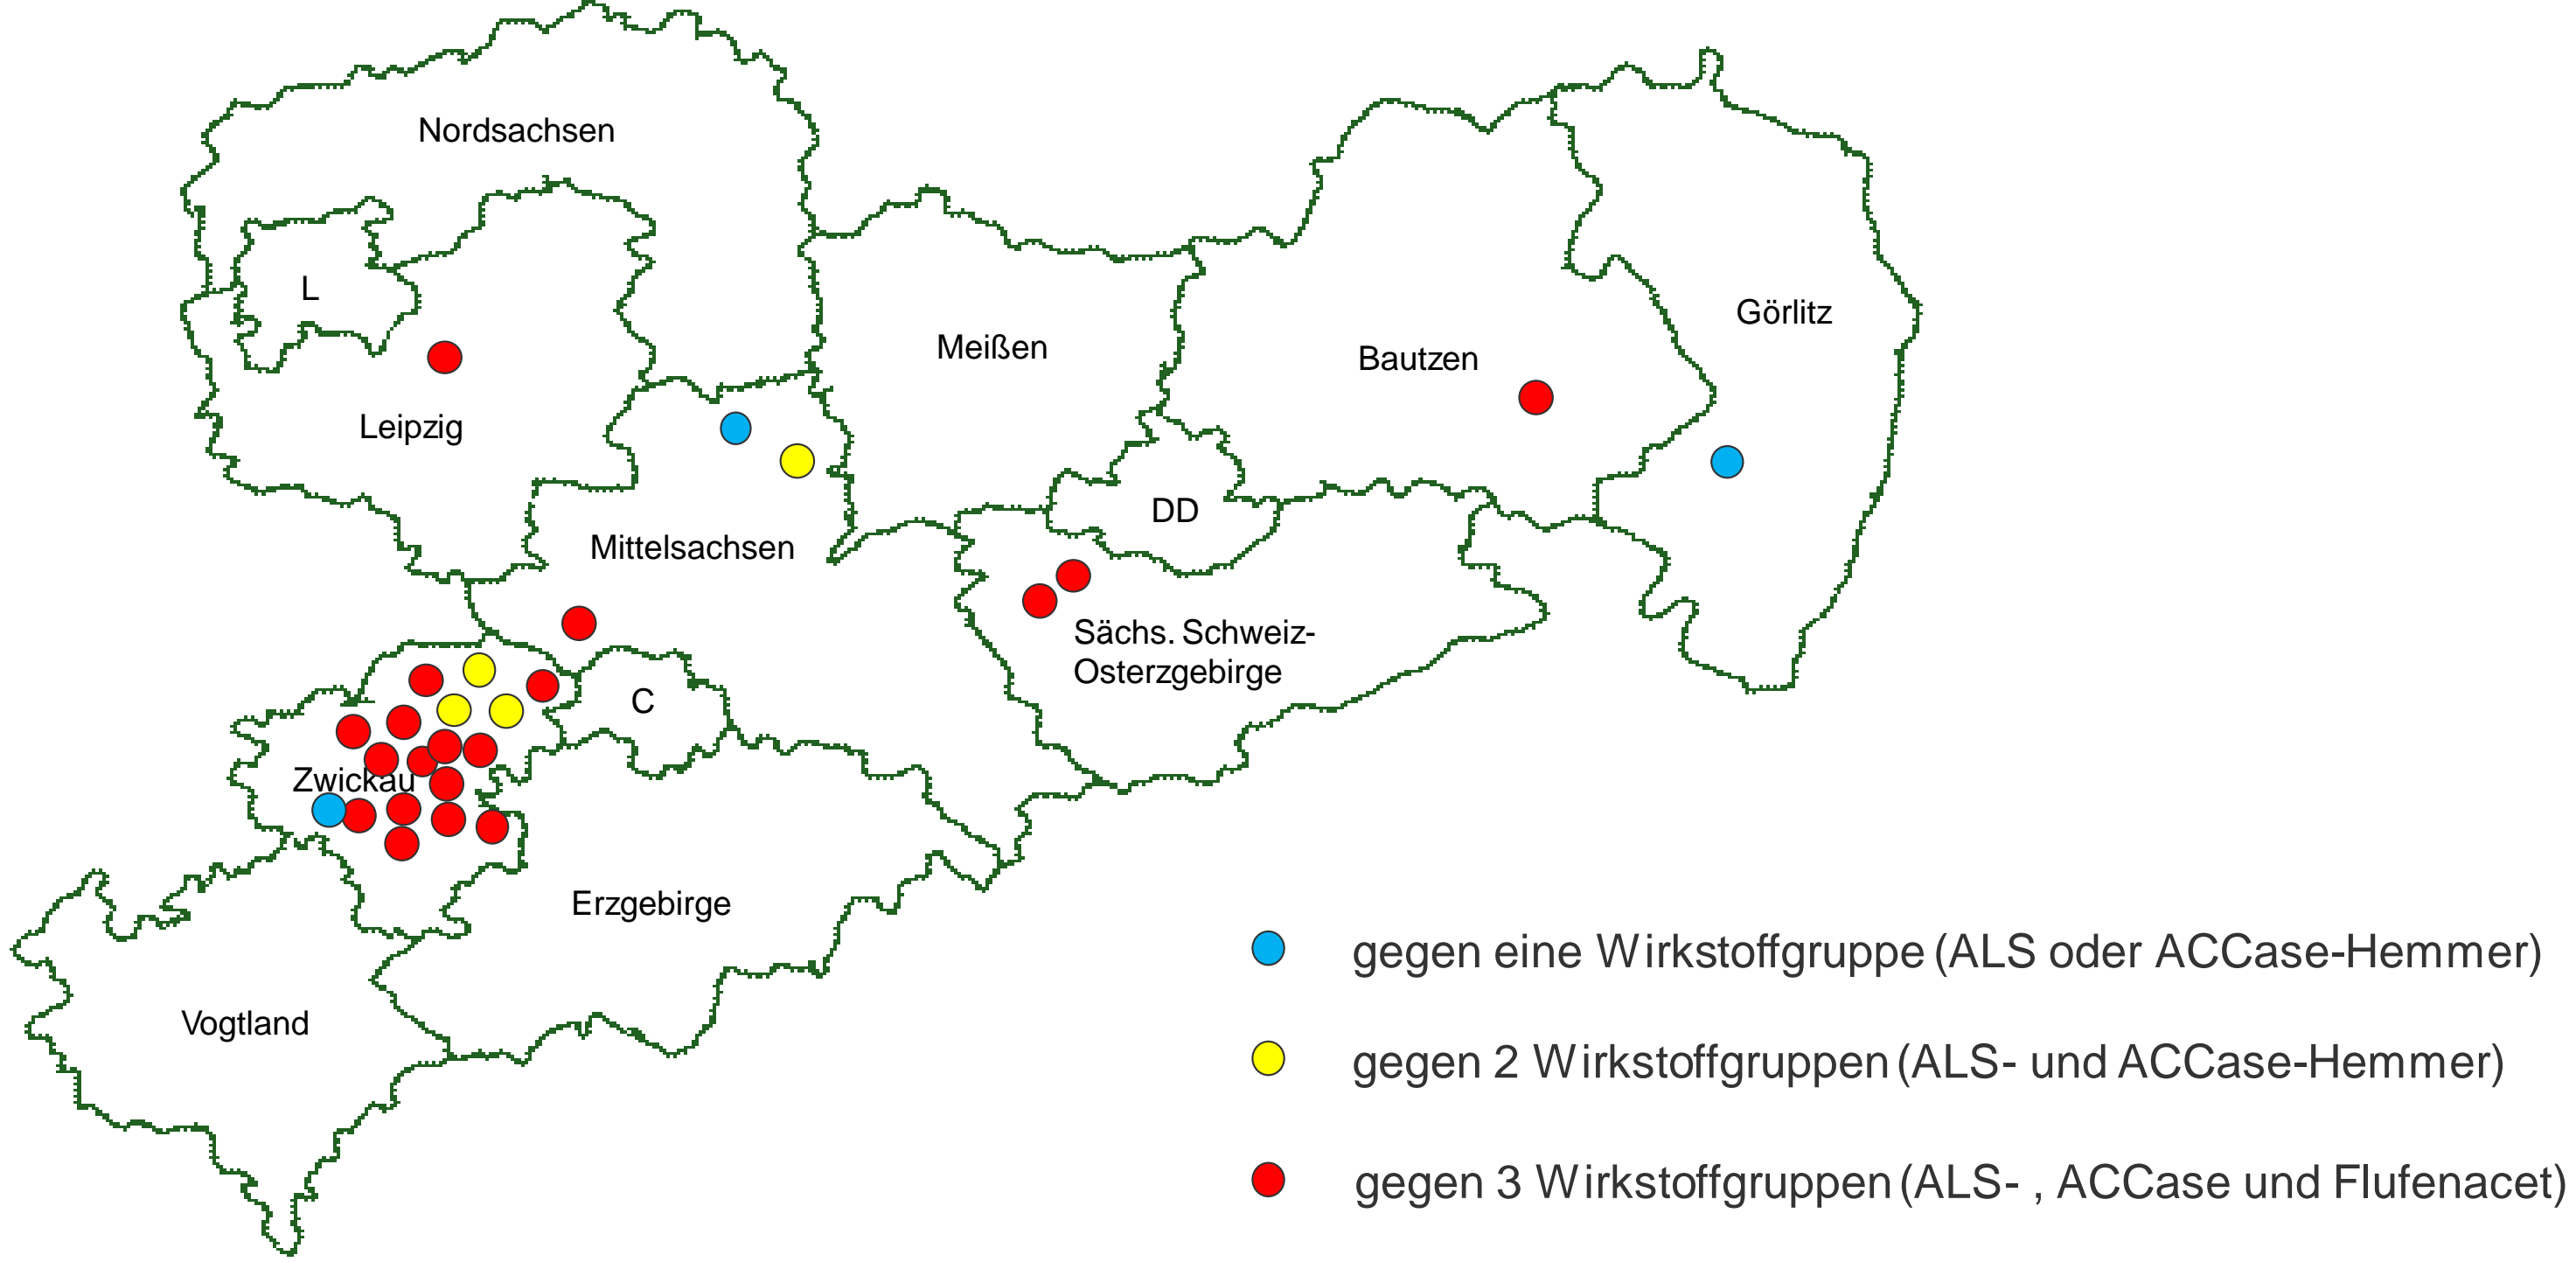 Nordsachsen
L
Görlitz
Meißen
Bautzen
Leipzig
DD
Mittelsachsen
Sächs. Schweiz-
Osterzgebirge
C
Zwickau
Erzgebirge
gegen eine Wirkstoffgruppe (ALS oder ACCase-Hemmer)
Vogtland
gegen 2 Wirkstoffgruppen (ALS- und ACCase-Hemmer)
gegen 3 Wirkstoffgruppen (ALS- , ACCase und Flufenacet)